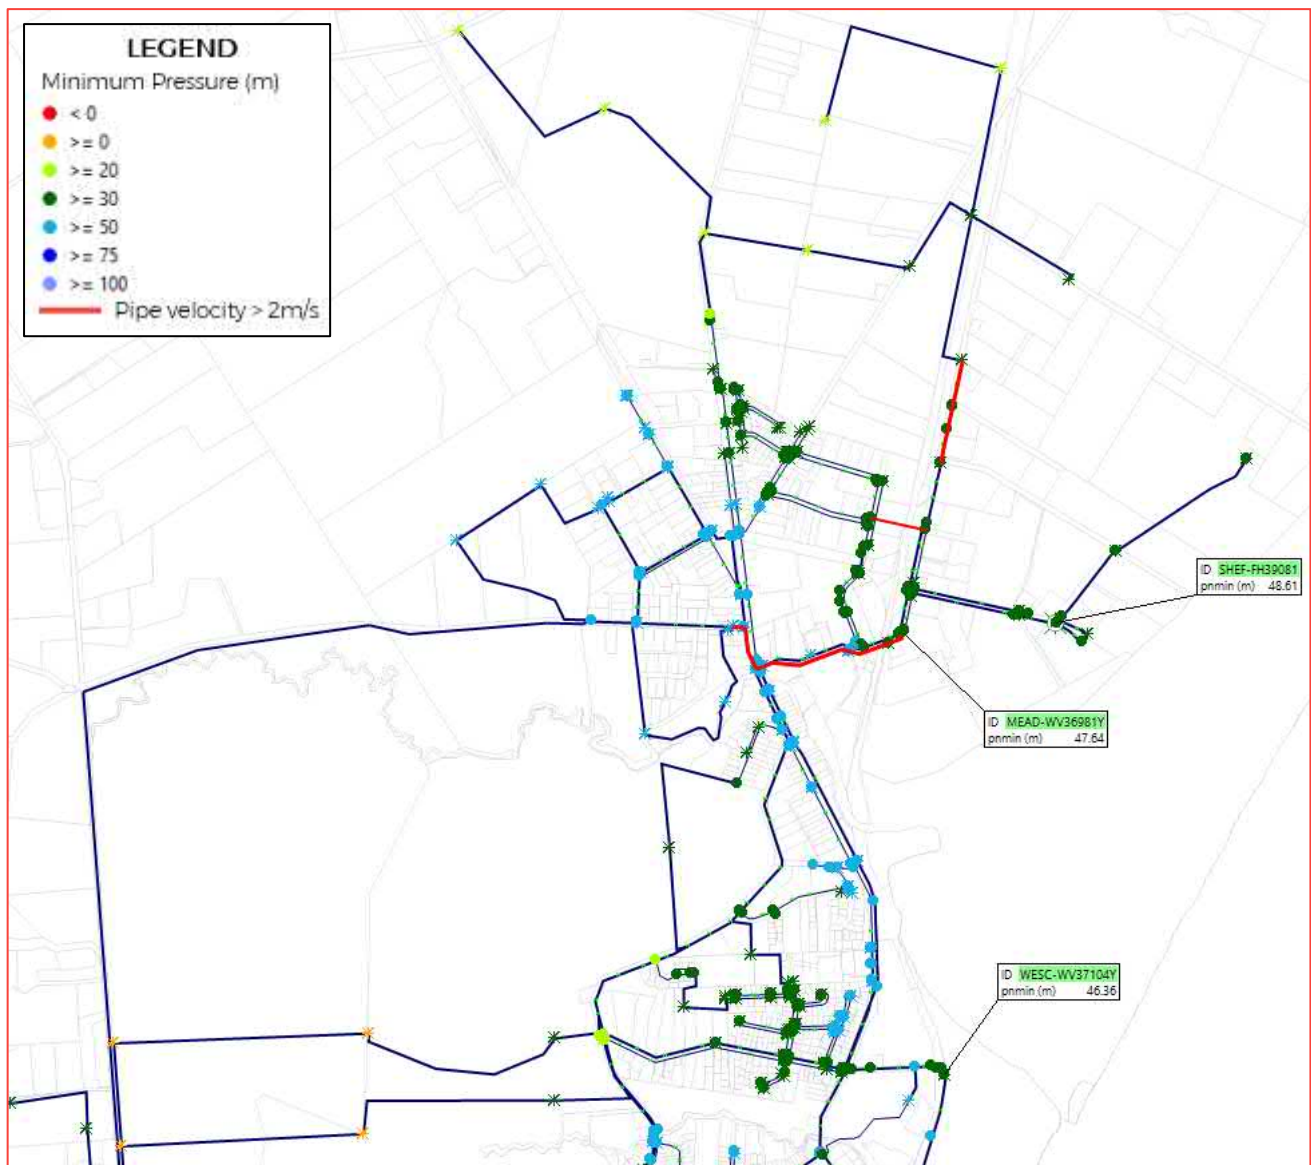 LEGEND
Minimum Pressure (m)
< 0
>= 0
>= 20
>= 30
>= 50
>= 75
>= 100
Pipe velocity > 2m/s
ID SHEF-FH39081
pnmin (m) 48.61
ID MEAD-WV36981Y
pnmin (m) 47.64
ID WESC-WV37104Y
pnmin (m) 46.36